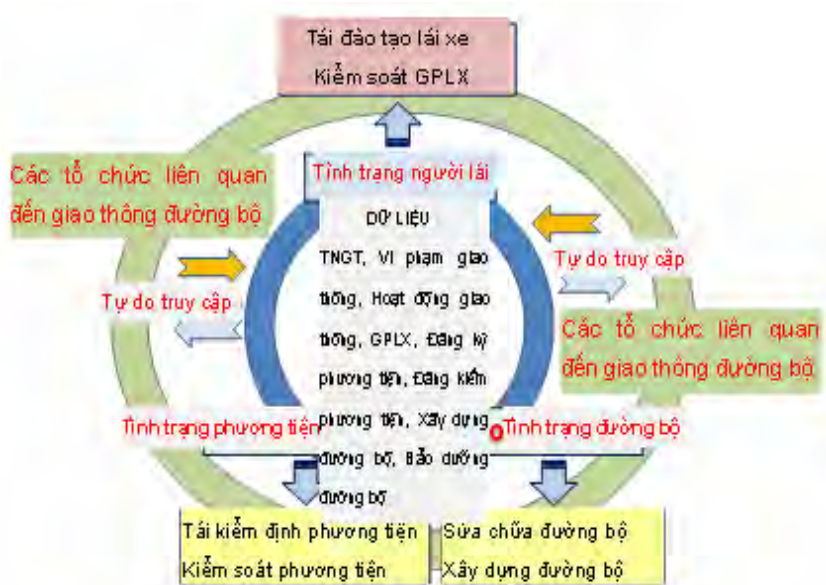 Tái đào tạo lái xe
Kiểm soát GPLX
Các tổ chức liên quan
đến giao thông đường bộ
Tình trạng người lái
DỮ LIỆU
TNGT, Vi phạm giao
thông, Hoạt động giao
thông, GPLX, Đăng ký
phương tiện, Đăng kiểm
phương tiện, Xây dựng
đường bộ, Bảo dưỡng
đường bộ
Tự do truy cập
Tự do truy cập
Các tổ chức liên quan
đến giao thông đường bộ
Tình trạng phương tiện
Tình trạng đường bộ
Tái kiểm định phương tiện
Kiểm soát phương tiện
Sửa chữa đường bộ
Xây dựng đường bộ